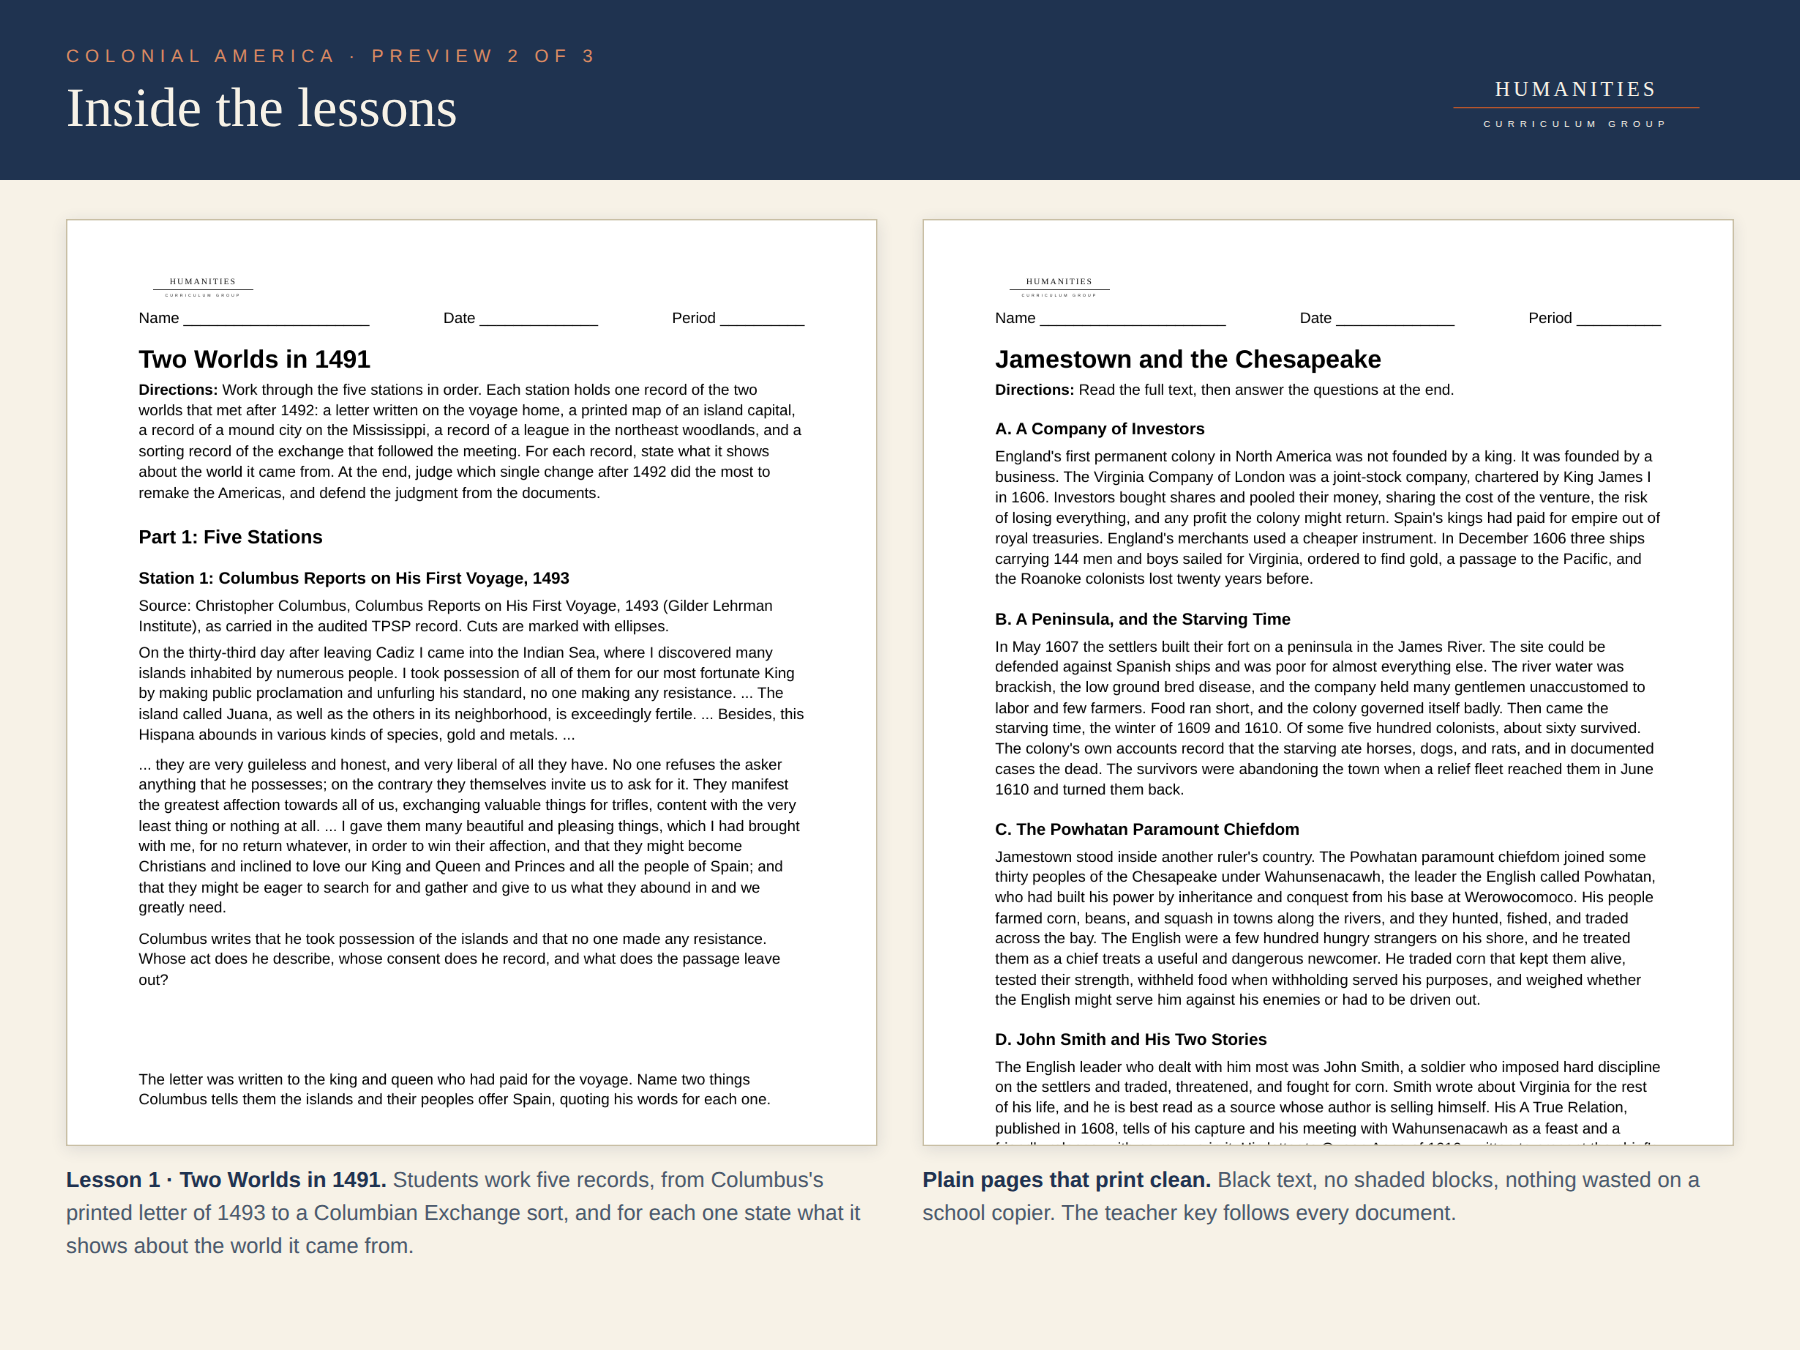 COLONIAL AMERICA · PREVIEW 2 OF 3
Inside the lessons
HUMANITIES
CURRICULUM GROUP
HUMANITIES
CURRICULUM GROUP
Name ______________________ Date ______________ Period __________
Two Worlds in 1491
Directions: Work through the five stations in order. Each station holds one record of the two
worlds that met after 1492: a letter written on the voyage home, a printed map of an island capital,
a record of a mound city on the Mississippi, a record of a league in the northeast woodlands, and a
sorting record of the exchange that followed the meeting. For each record, state what it shows
about the world it came from. At the end, judge which single change after 1492 did the most to
remake the Americas, and defend the judgment from the documents.
Part 1: Five Stations
Station 1: Columbus Reports on His First Voyage, 1493
Source: Christopher Columbus, Columbus Reports on His First Voyage, 1493 (Gilder Lehrman
Institute), as carried in the audited TPSP record. Cuts are marked with ellipses.
On the thirty-third day after leaving Cadiz I came into the Indian Sea, where I discovered many
islands inhabited by numerous people. I took possession of all of them for our most fortunate King
by making public proclamation and unfurling his standard, no one making any resistance. ... The
island called Juana, as well as the others in its neighborhood, is exceedingly fertile. ... Besides, this
Hispana abounds in various kinds of species, gold and metals. ...
... they are very guileless and honest, and very liberal of all they have. No one refuses the asker
anything that he possesses; on the contrary they themselves invite us to ask for it. They manifest
the greatest affection towards all of us, exchanging valuable things for trifles, content with the very
least thing or nothing at all. ... I gave them many beautiful and pleasing things, which I had brought
with me, for no return whatever, in order to win their affection, and that they might become
Christians and inclined to love our King and Queen and Princes and all the people of Spain; and
that they might be eager to search for and gather and give to us what they abound in and we
greatly need.
Columbus writes that he took possession of the islands and that no one made any resistance.
Whose act does he describe, whose consent does he record, and what does the passage leave
out?
The letter was written to the king and queen who had paid for the voyage. Name two things
Columbus tells them the islands and their peoples offer Spain, quoting his words for each one.
Lesson 1 · Two Worlds in 1491. Students work five records, from Columbus's
printed letter of 1493 to a Columbian Exchange sort, and for each one state what it
shows about the world it came from.
HUMANITIES
CURRICULUM GROUP
Name ______________________ Date ______________ Period __________
Jamestown and the Chesapeake
Directions: Read the full text, then answer the questions at the end.
A. A Company of Investors
England's first permanent colony in North America was not founded by a king. It was founded by a
business. The Virginia Company of London was a joint-stock company, chartered by King James I
in 1606. Investors bought shares and pooled their money, sharing the cost of the venture, the risk
of losing everything, and any profit the colony might return. Spain's kings had paid for empire out of
royal treasuries. England's merchants used a cheaper instrument. In December 1606 three ships
carrying 144 men and boys sailed for Virginia, ordered to find gold, a passage to the Pacific, and
the Roanoke colonists lost twenty years before.
B. A Peninsula, and the Starving Time
In May 1607 the settlers built their fort on a peninsula in the James River. The site could be
defended against Spanish ships and was poor for almost everything else. The river water was
brackish, the low ground bred disease, and the company held many gentlemen unaccustomed to
labor and few farmers. Food ran short, and the colony governed itself badly. Then came the
starving time, the winter of 1609 and 1610. Of some five hundred colonists, about sixty survived.
The colony's own accounts record that the starving ate horses, dogs, and rats, and in documented
cases the dead. The survivors were abandoning the town when a relief fleet reached them in June
1610 and turned them back.
C. The Powhatan Paramount Chiefdom
Jamestown stood inside another ruler's country. The Powhatan paramount chiefdom joined some
thirty peoples of the Chesapeake under Wahunsenacawh, the leader the English called Powhatan,
who had built his power by inheritance and conquest from his base at Werowocomoco. His people
farmed corn, beans, and squash in towns along the rivers, and they hunted, fished, and traded
across the bay. The English were a few hundred hungry strangers on his shore, and he treated
them as a chief treats a useful and dangerous newcomer. He traded corn that kept them alive,
tested their strength, withheld food when withholding served his purposes, and weighed whether
the English might serve him against his enemies or had to be driven out.
D. John Smith and His Two Stories
The English leader who dealt with him most was John Smith, a soldier who imposed hard discipline
on the settlers and traded, threatened, and fought for corn. Smith wrote about Virginia for the rest
of his life, and he is best read as a source whose author is selling himself. His A True Relation,
published in 1608, tells of his capture and his meeting with Wahunsenacawh as a feast and a
Plain pages that print clean. Black text, no shaded blocks, nothing wasted on a
school copier. The teacher key follows every document.